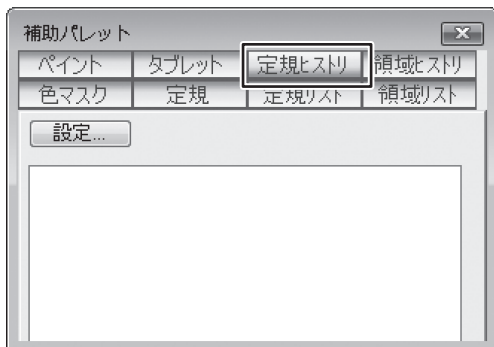 補助パレット
ペイント タブレット 定規ヒストリ 領域ヒストリ
色マスク 定規 定規リスト 領域リスト
設定...